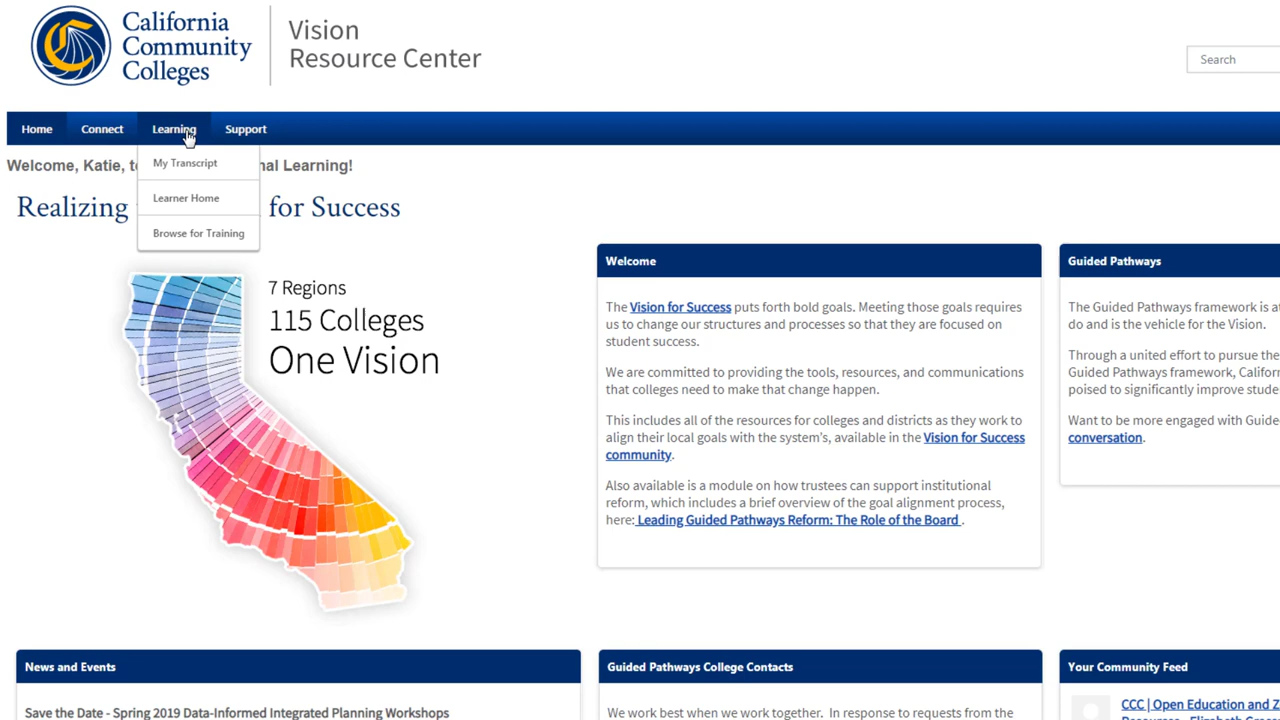 California
Community
Colleges
Vision
Resource Center
Search
Home
Connect
Learning
Support
My Transcript
Learner Home
Browse for Training
Welcome, Katie, t
nal Learning!
Realizing
for Success
7 Regions
115 Colleges
One Vision
Welcome
The Vision for Success puts forth bold goals. Meeting those goals requires
us to change our structures and processes so that they are focused on
student success.
We are committed to providing the tools, resources, and communications
that colleges need to make that change happen.
This includes all of the resources for colleges and districts as they work to
align their local goals with the system's, available in the Vision for Success
community.
Also available is a module on how trustees can support institutional
reform, which includes a brief overview of the goal alignment process,
here: Leading Guided Pathways Reform: The Role of the Board .
Guided Pathways
The Guided Pathways framework is a
do and is the vehicle for the Vision.
Through a united effort to pursue the
Guided Pathways framework, Califor
poised to significantly improve stude
Want to be more engaged with Guide
conversation.
News and Events
Save the Date - Spring 2019 Data-Informed Integrated Planning Workshops
Guided Pathways College Contacts
We work best when we work together. In response to requests from the
Your Community Feed
CCC | Open Education and Z